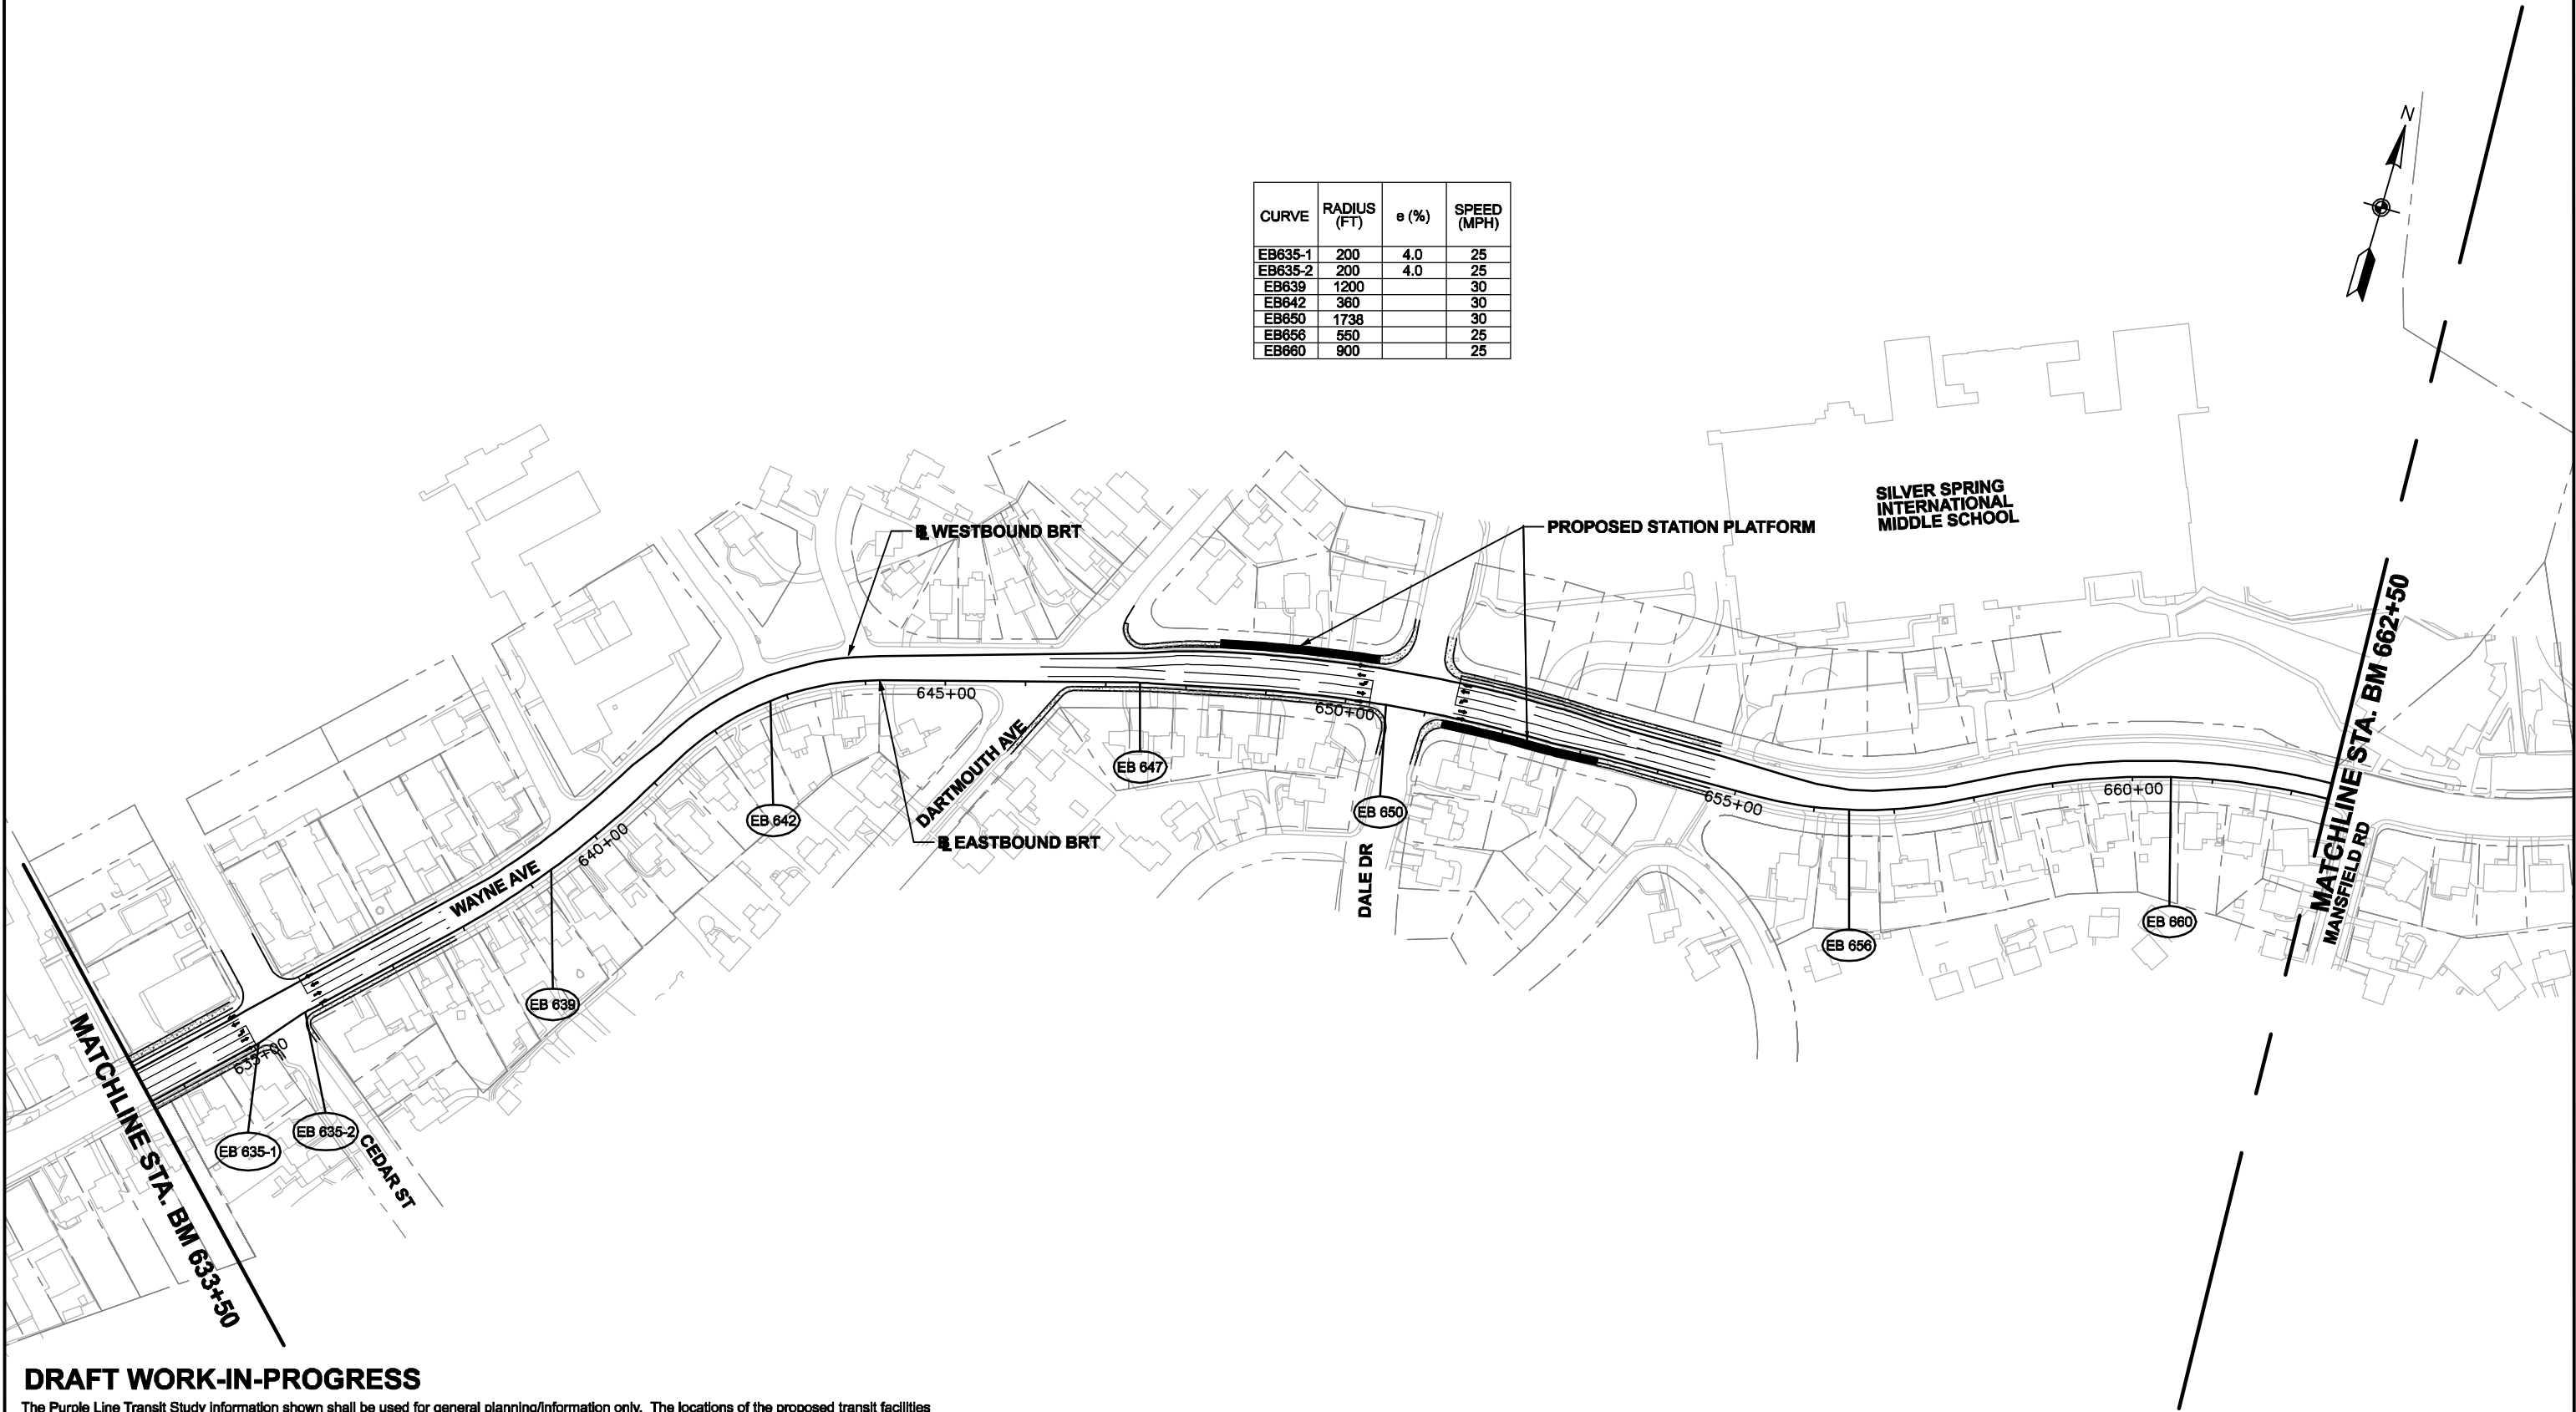 N
CURVE RADIUS (FT) e (%) SPEED (MPH)
EB635-1 200 4.0 25
EB635-2 200 4.0 25
EB639 1200 30
EB642 360 30
EB650 1738 30
EB656 550 25
EB660 900 25
SILVER SPRING
INTERNATIONAL
MIDDLE SCHOOL
BL WESTBOUND BRT
PROPOSED STATION PLATFORM
645+00
650+00
DARTMOUTH AVE
EB 647
EB 642
EB 650
655+00
660+00
MATCHLINE STA. BM 662+50
MANSFIELD RD
BL EASTBOUND BRT
640+00
WAYNE AVE
DALE DR
EB 656
EB 660
EB 639
635+00
EB 635-1
EB 635-2
CEDAR ST
MATCHLINE STA. BM 633+50
DRAFT WORK-IN-PROGRESS
The Purple Line Transit Study information shown shall be used for general planning/information only. The locations of the proposed transit facilities